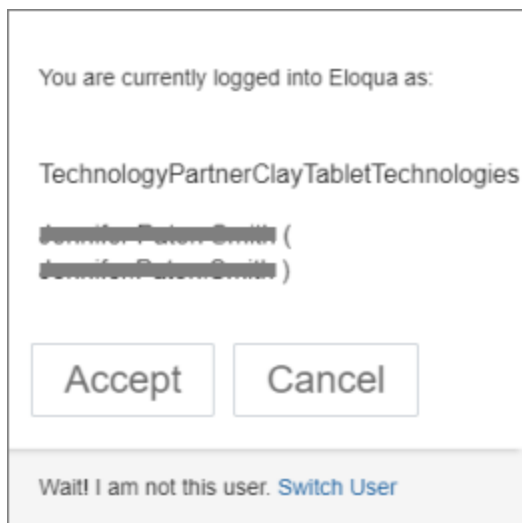 You are currently logged into Eloqua as:
TechnologyPartnerClayTabletTechnologies
(
)
Accept Cancel
Wait! I am not this user. Switch User